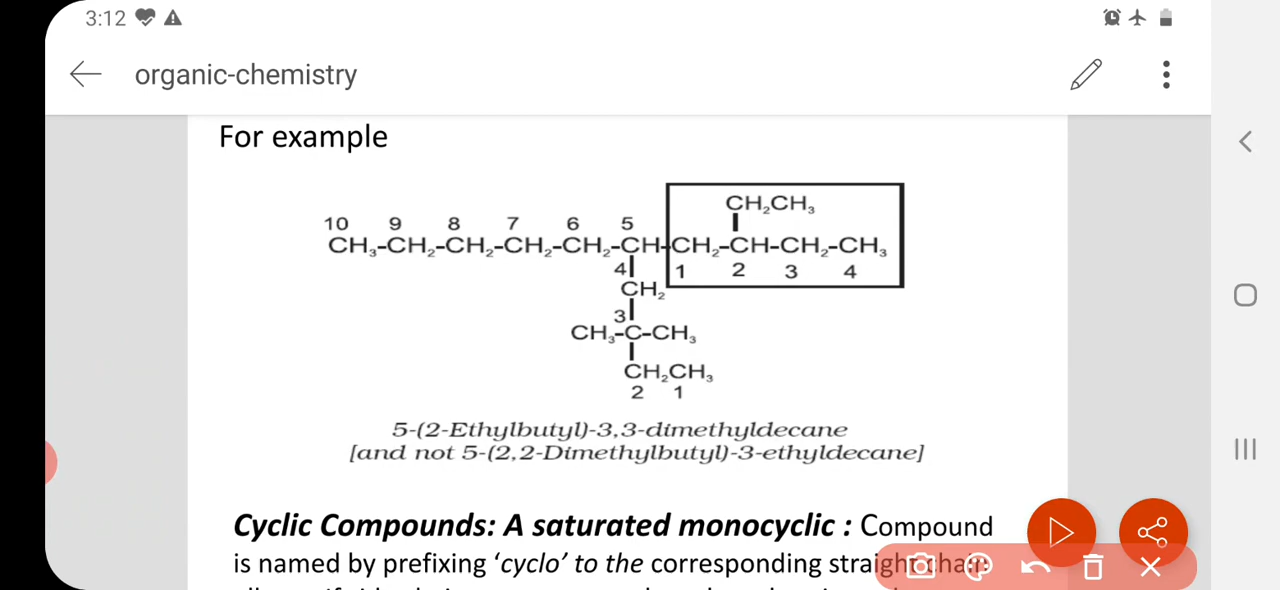 3:12
organic-chemistry
For example
CH₂CH₃
10 9 8 7 6 5
CH₃-CH₂-CH₂-CH₂-CH₂-CH-CH₂-CH-CH₂-CH₃
4 1 2 3 4
CH₂
3
CH₃-C-CH₃
CH₂CH₃
2 1
5-(2-Ethylbutyl)-3,3-dimethyldecane
[and not 5-(2,2-Dimethylbutyl)-3-ethyldecane]
Cyclic Compounds: A saturated monocyclic : Compound
is named by prefixing ‘cyclo’ to the corresponding straight chain